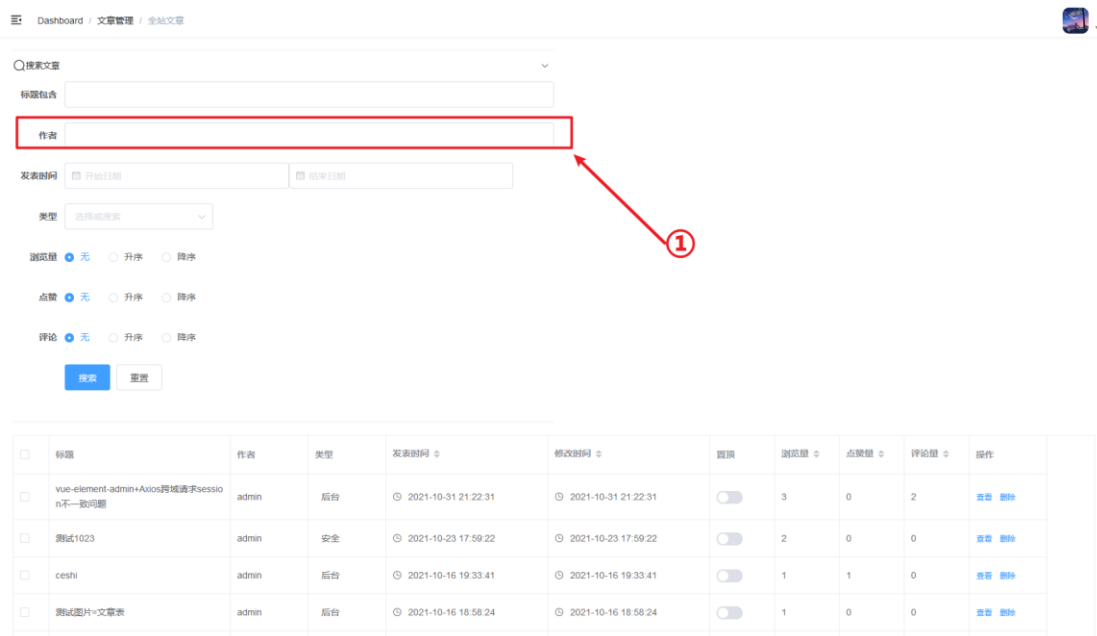 Dashboard / 文章管理 / 全站文章
搜索文章
标题包含
作者
发表时间 开始日期 结束日期
①
类型 选择或搜索
浏览量 无 升序 降序
点赞 无 升序 降序
评论 无 升序 降序
搜索 重置
标题 作者 类型 发表时间 修改时间 置顶 浏览量 点赞量 评论量 操作
vue-element-admin+Axios跨域请求sessio
n不一致问题 admin 后台 2021-10-31 21:22:31 2021-10-31 21:22:31 3 0 2 查看 删除
测试1023 admin 安全 2021-10-23 17:59:22 2021-10-23 17:59:22 2 0 0 查看 删除
ceshi admin 后台 2021-10-16 19:33:41 2021-10-16 19:33:41 1 1 0 查看 删除
测试图片=文章表 admin 后台 2021-10-16 18:58:24 2021-10-16 18:58:24 1 0 0 查看 删除